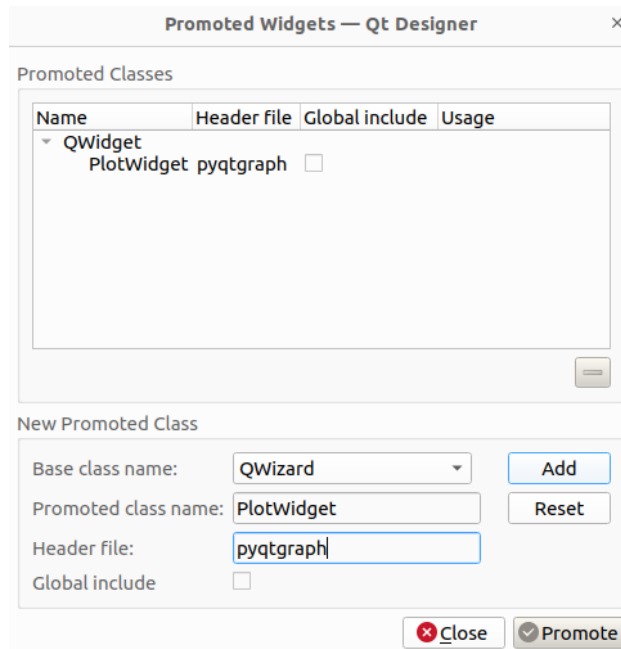 Promoted Widgets — Qt Designer ×
Promoted Classes
Name Header file Global include Usage
QWidget
PlotWidget pyqtgraph
New Promoted Class
Base class name: QWizard Add
Promoted class name: PlotWidget Reset
Header file: pyqtgraph
Global include
Close Promote